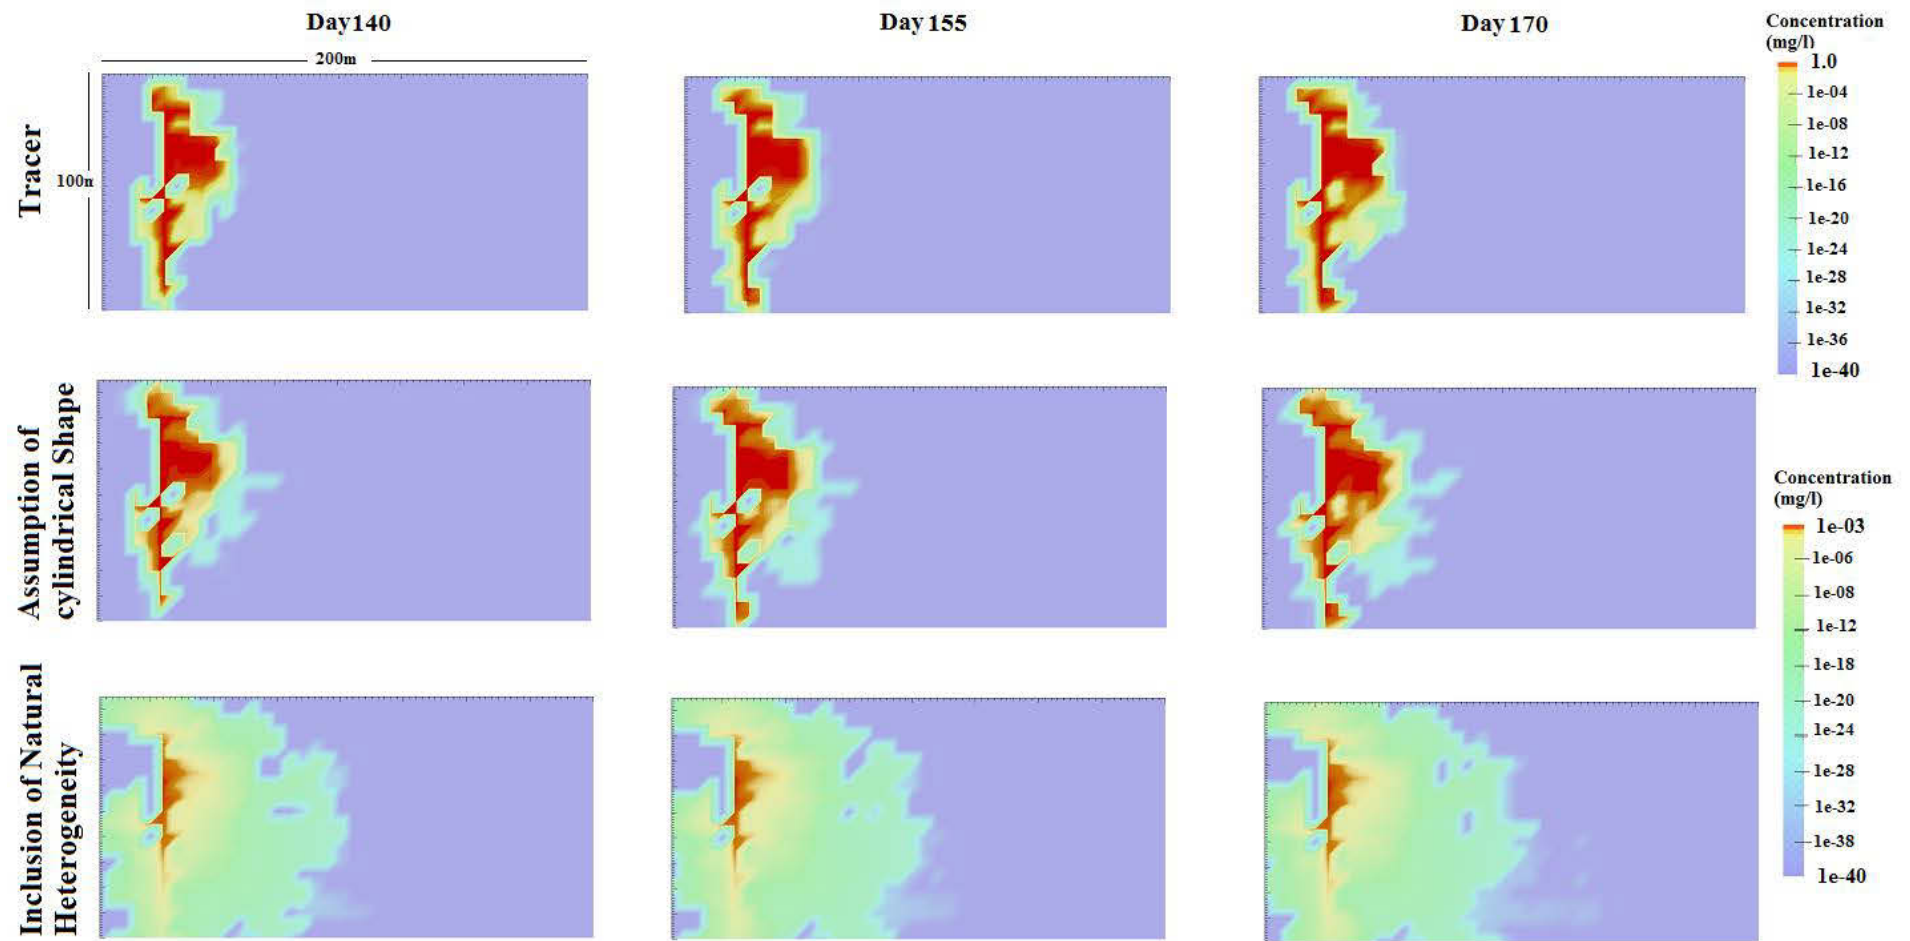 Day140
Day155
Day170
200m
100m
Tracer
Concentration
(mg/l)
1.0
1e-04
1e-08
1e-12
1e-16
1e-20
1e-24
1e-28
1e-32
1e-36
1e-40
Assumption of
cylindrical Shape
Concentration
(mg/l)
1e-03
1e-06
1e-08
1e-12
1e-18
1e-20
1e-24
1e-28
1e-32
1e-38
1e-40
Inclusion of Natural
Heterogeneity